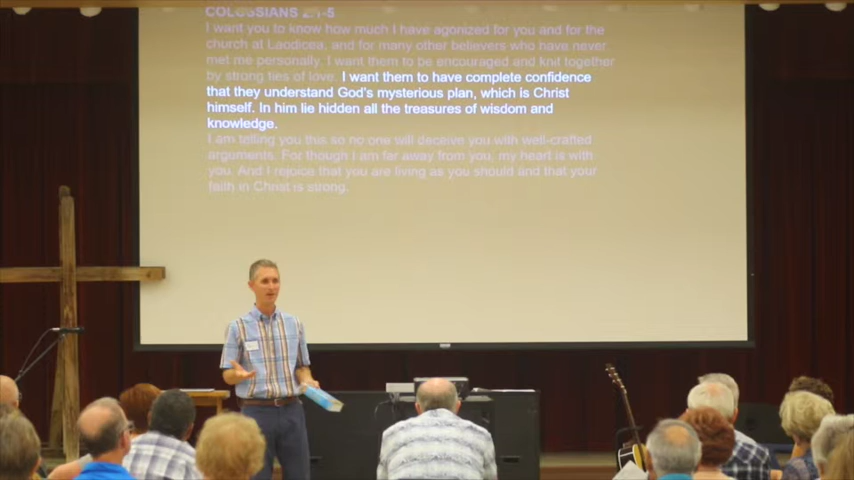 COLOSSIANS 2:1-5
I want you to know how much I have agonized for you and for the
church at Laodicea, and for many other believers who have never
met me personally. I want them to be encouraged and knit together
by strong ties of love. I want them to have complete confidence
that they understand God's mysterious plan, which is Christ
himself. In him lie hidden all the treasures of wisdom and
knowledge.
I am telling you this so no one will deceive you with well-crafted
arguments. For though I am far away from you, my heart is with
you. And I rejoice that you are living as you should and that your
faith in Christ is strong.